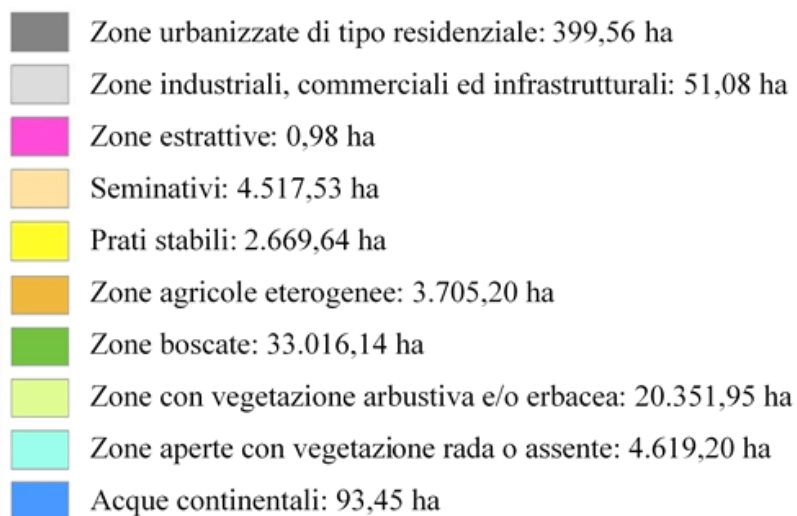 Zone urbanizzate di tipo residenziale: 399,56 ha
Zone industriali, commerciali ed infrastrutturali: 51,08 ha
Zone estrattive: 0,98 ha
Seminativi: 4.517,53 ha
Prati stabili: 2.669,64 ha
Zone agricole eterogenee: 3.705,20 ha
Zone boscate: 33.016,14 ha
Zone con vegetazione arbustiva e/o erbacea: 20.351,95 ha
Zone aperte con vegetazione rada o assente: 4.619,20 ha
Acque continentali: 93,45 ha